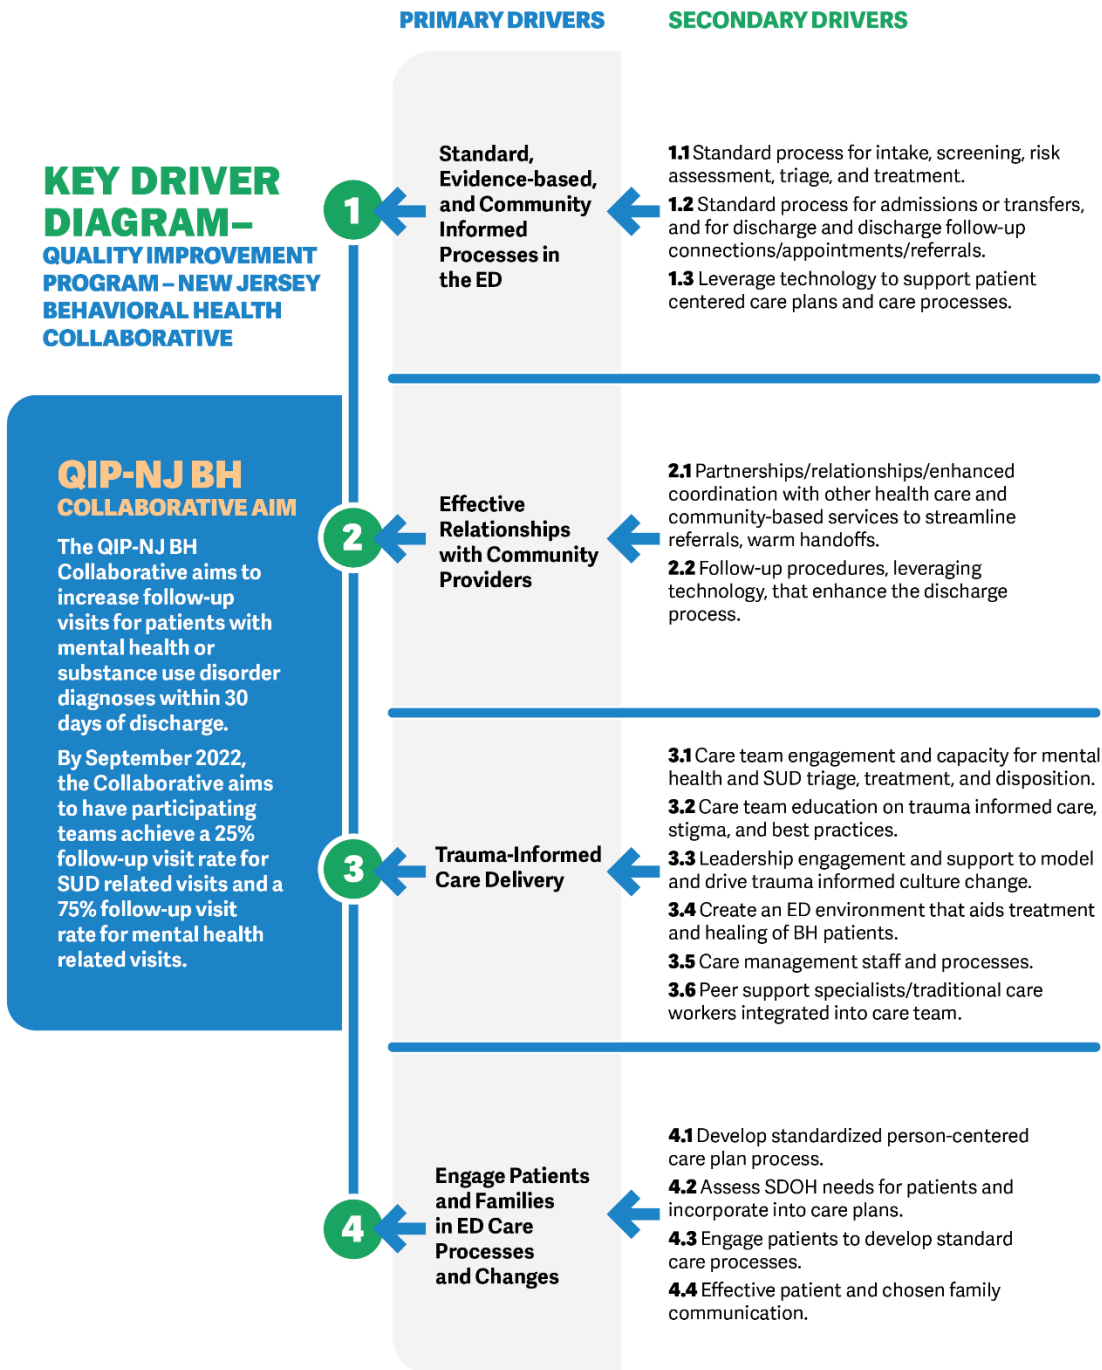 PRIMARY DRIVERS
SECONDARY DRIVERS
KEY DRIVER
DIAGRAM–
QUALITY IMPROVEMENT
PROGRAM – NEW JERSEY
BEHAVIORAL HEALTH
COLLABORATIVE
QIP-NJ BH
COLLABORATIVE AIM
The QIP-NJ BH
Collaborative aims to
increase follow-up
visits for patients with
mental health or
substance use disorder
diagnoses within 30
days of discharge.
By September 2022,
the Collaborative aims
to have participating
teams achieve a 25%
follow-up visit rate for
SUD related visits and a
75% follow-up visit
rate for mental health
related visits.
1
Standard,
Evidence-based,
and Community
Informed
Processes in
the ED
1.1 Standard process for intake, screening, risk
assessment, triage, and treatment.
1.2 Standard process for admissions or transfers,
and for discharge and discharge follow-up
connections/appointments/referrals.
1.3 Leverage technology to support patient
centered care plans and care processes.
2
Effective
Relationships
with Community
Providers
2.1 Partnerships/relationships/enhanced
coordination with other health care and
community-based services to streamline
referrals, warm handoffs.
2.2 Follow-up procedures, leveraging
technology, that enhance the discharge
process.
3
Trauma-Informed
Care Delivery
3.1 Care team engagement and capacity for mental
health and SUD triage, treatment, and disposition.
3.2 Care team education on trauma informed care,
stigma, and best practices.
3.3 Leadership engagement and support to model
and drive trauma informed culture change.
3.4 Create an ED environment that aids treatment
and healing of BH patients.
3.5 Care management staff and processes.
3.6 Peer support specialists/traditional care
workers integrated into care team.
4
Engage Patients
and Families
in ED Care
Processes
and Changes
4.1 Develop standardized person-centered
care plan process.
4.2 Assess SDOH needs for patients and
incorporate into care plans.
4.3 Engage patients to develop standard
care processes.
4.4 Effective patient and chosen family
communication.